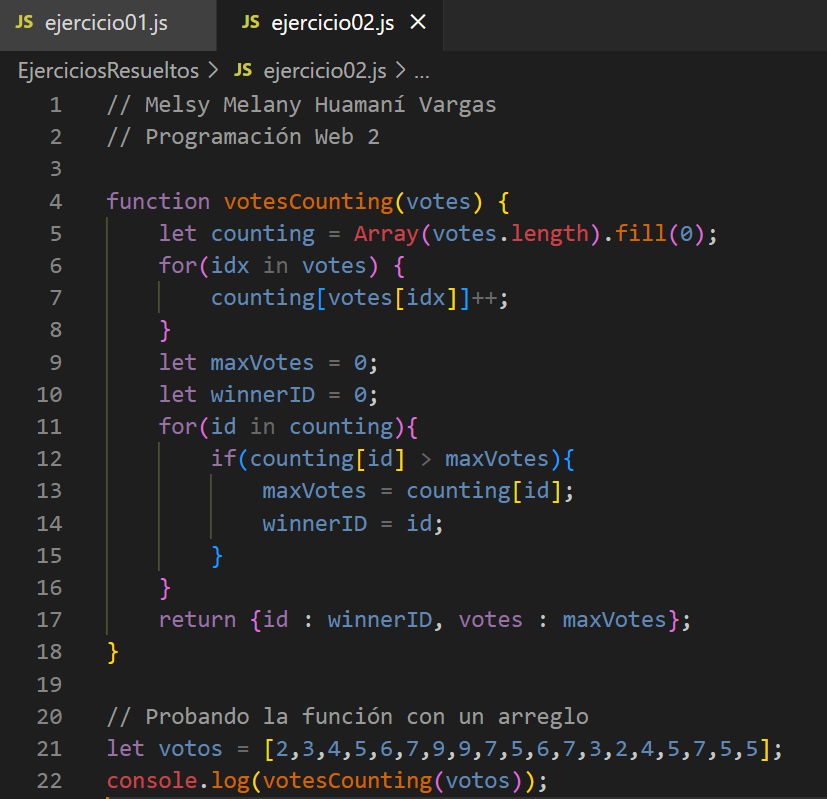 JS ejercicio01.js JS ejercicio02.js ×
EjerciciosResueltos > JS ejercicio02.js > ...
1 // Melsy Melany Huamaní Vargas
2 // Programación Web 2
3
4 function votesCounting(votes) {
5     let counting = Array(votes.length).fill(0);
6     for(idx in votes) {
7         counting[votes[idx]]++;
8     }
9     let maxVotes = 0;
10     let winnerID = 0;
11     for(id in counting){
12         if(counting[id] > maxVotes){
13             maxVotes = counting[id];
14             winnerID = id;
15         }
16     }
17     return {id : winnerID, votes : maxVotes};
18 }
19
20 // Probando la función con un arreglo
21 let votos = [2,3,4,5,6,7,9,9,7,5,6,7,3,2,4,5,7,5,5];
22 console.log(votesCounting(votos));